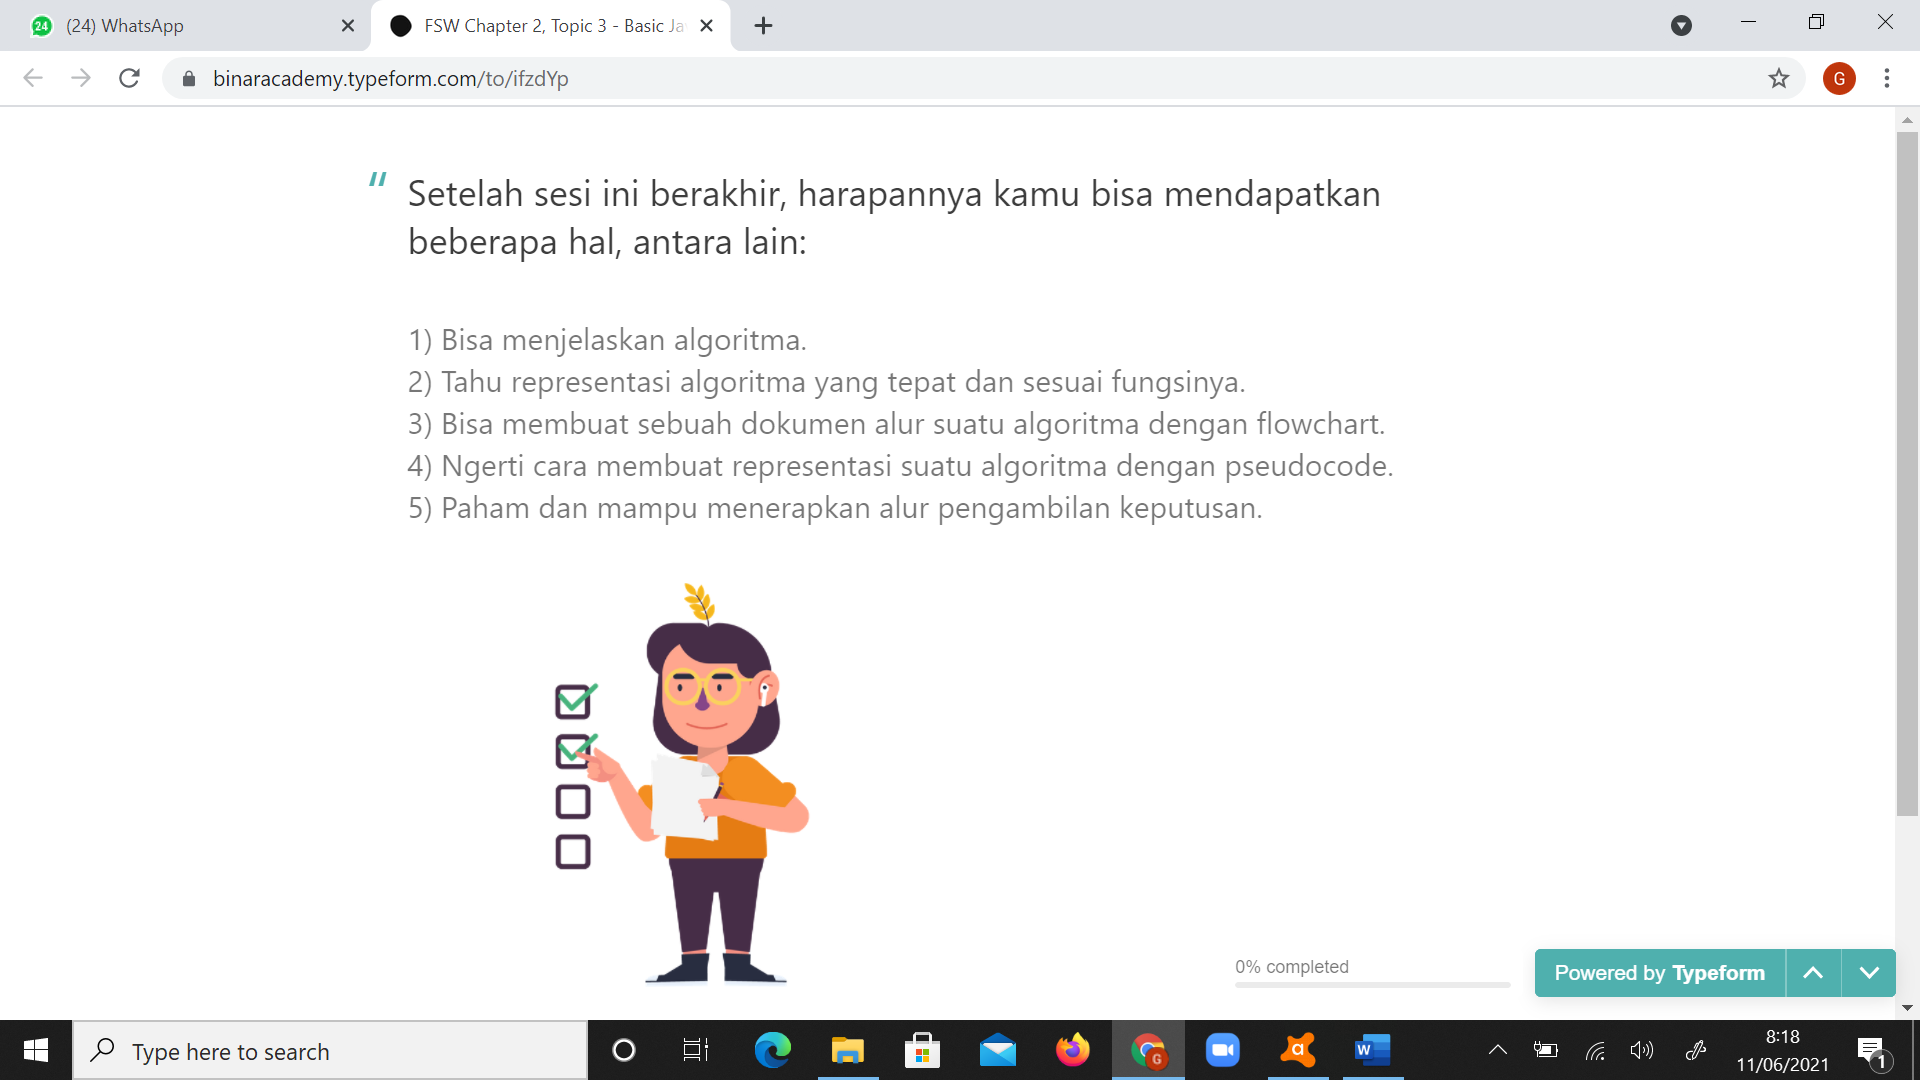 24
(24) WhatsApp
FSW Chapter 2, Topic 3 - Basic Ja
binaracademy.typeform.com/to/ifzdYp
G
“ Setelah sesi ini berakhir, harapannya kamu bisa mendapatkan
beberapa hal, antara lain:
1) Bisa menjelaskan algoritma.
2) Tahu representasi algoritma yang tepat dan sesuai fungsinya.
3) Bisa membuat sebuah dokumen alur suatu algoritma dengan flowchart.
4) Ngerti cara membuat representasi suatu algoritma dengan pseudocode.
5) Paham dan mampu menerapkan alur pengambilan keputusan.
0% completed
Powered by Typeform
Type here to search
G
a
W
8:18
11/06/2021
1